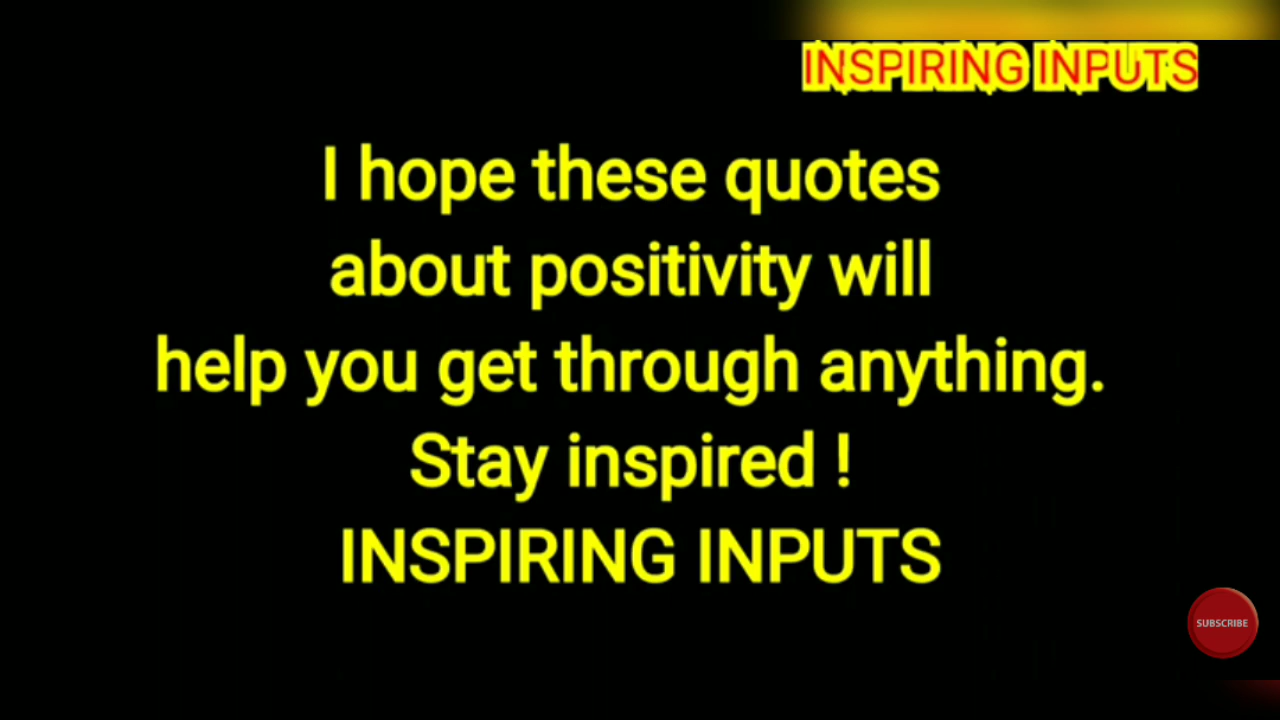 INSPIRING INPUTS
I hope these quotes
about positivity will
help you get through anything.
Stay inspired !
INSPIRING INPUTS
SUBSCRIBE